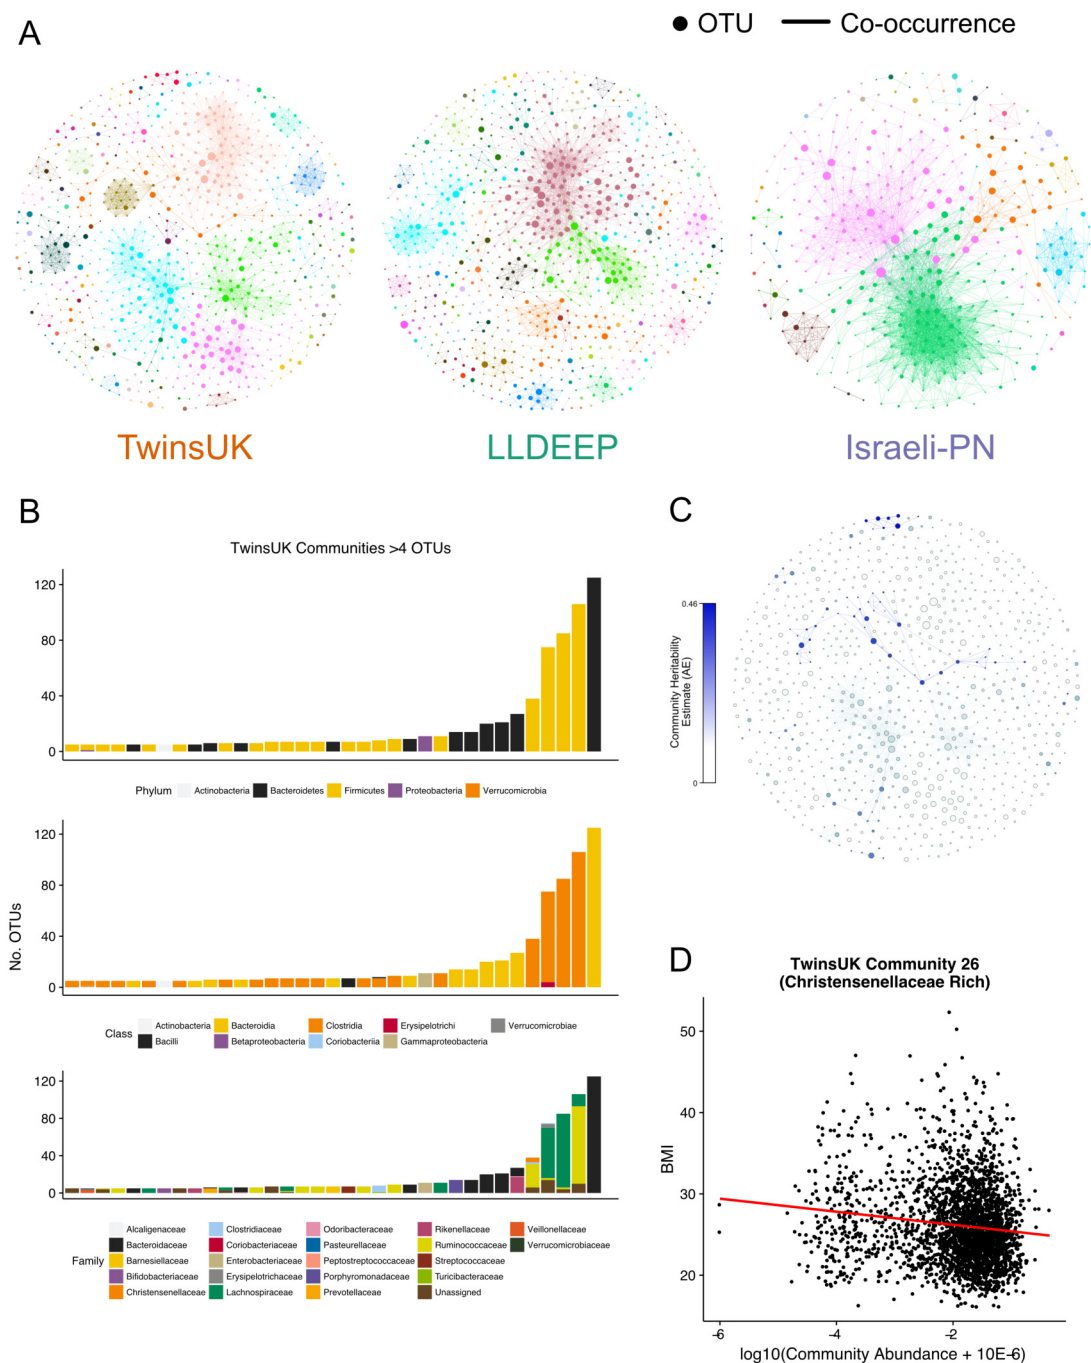 A
OTU Co-occurrence
TwinsUK LLDEEP Israeli-PN
B
TwinsUK Communities >4 OTUs
120
80
40
0
Phylum Actinobacteria Bacteroidetes Firmicutes Proteobacteria Verrucomicrobia
120
80
40
0
No. OTUs
Class Actinobacteria Bacteroidia Clostridia Erysipelotrichi Verrucomicrobiae
Bacilli Betaproteobacteria Coriobacteriia Gammaproteobacteria
120
80
40
0
Family
Alcaligenaceae Clostridiaceae Odoribacteraceae Rikenellaceae Veillonellaceae
Bacteroidaceae Coriobacteriaceae Pasteurellaceae Ruminococcaceae Verrucomicrobiaceae
Barnesiellaceae Enterobacteriaceae Peptostreptococcaceae Streptococcaceae
Bifidobacteriaceae Erysipelotrichaceae Porphyromonadaceae Turicibacteraceae
Christensenellaceae Lachnospiraceae Prevotellaceae Unassigned
C
0.46
Community Heritability
Estimate (AE)
0
D
TwinsUK Community 26
(Christensenellaceae Rich)
50
40
30
20
BMI
-6 -4 -2
log10(Community Abundance + 10E-6)